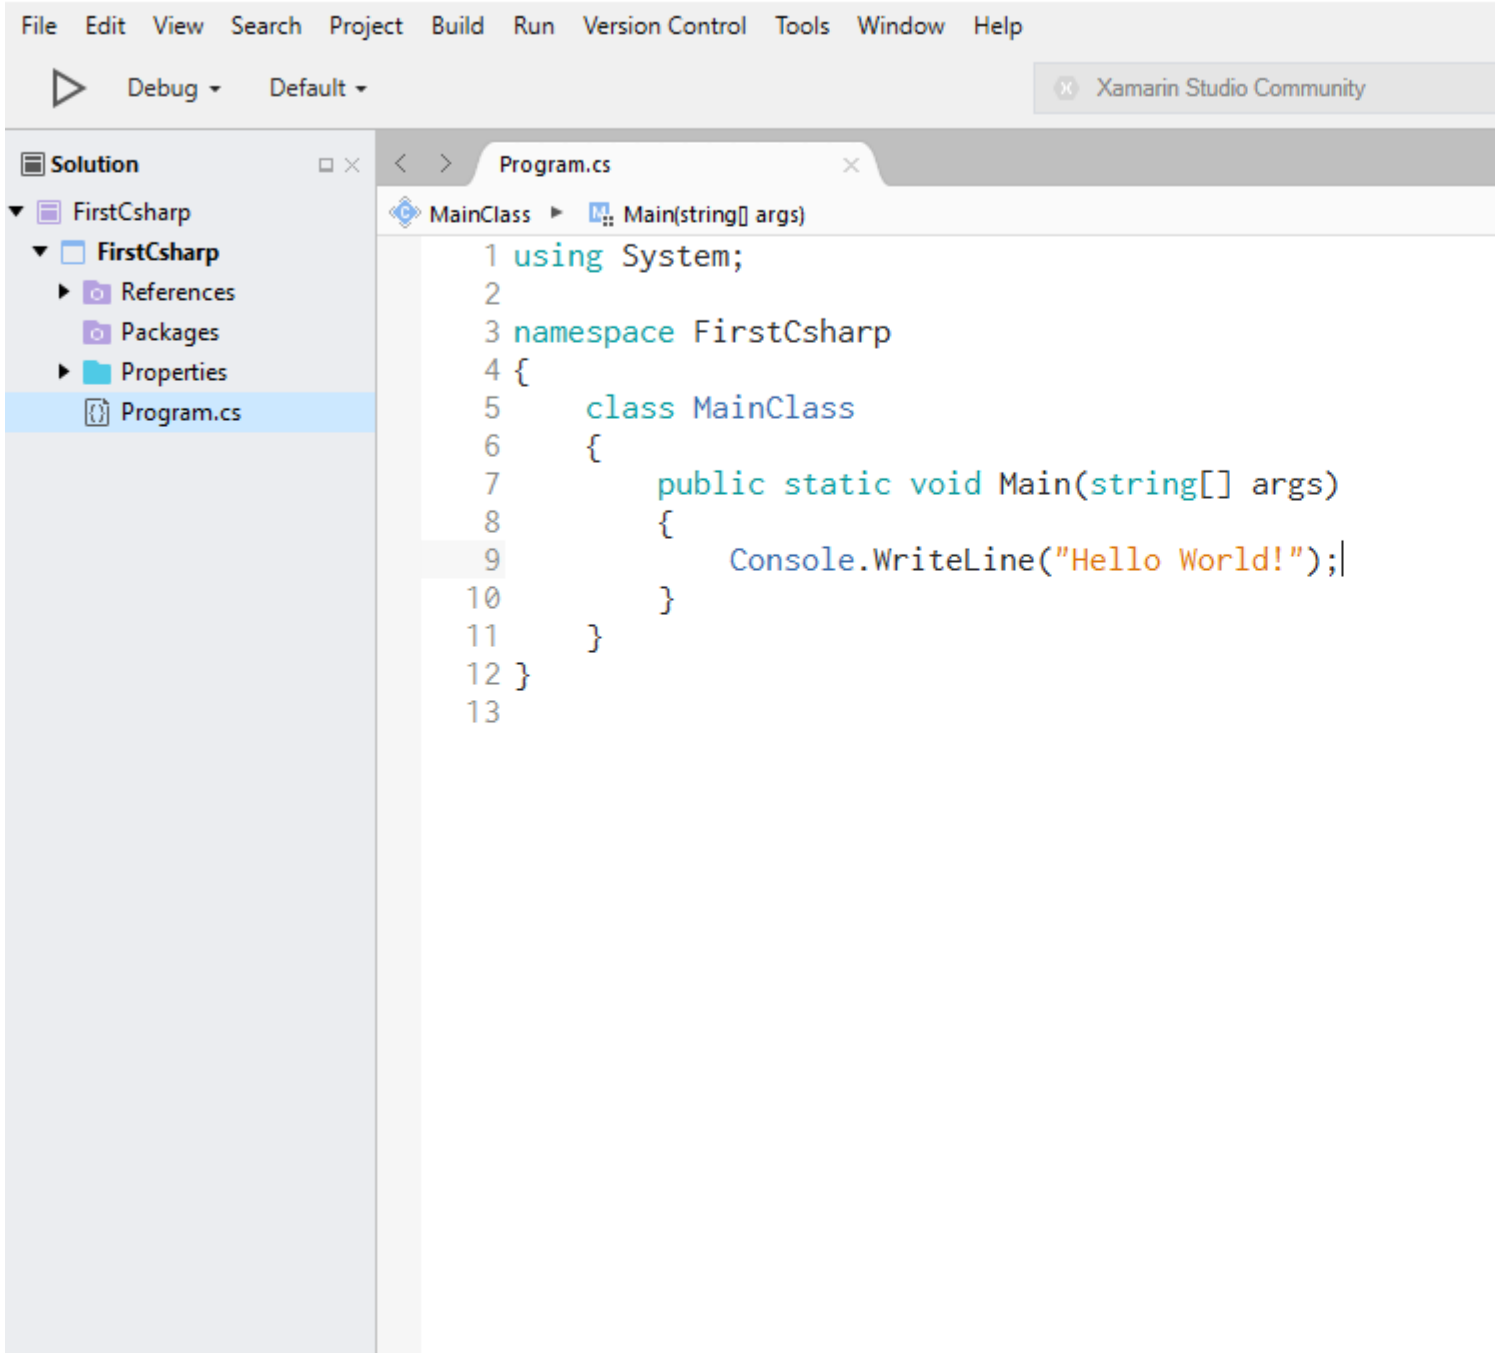 File Edit View Search Project Build Run Version Control Tools Window Help
Debug Default Xamarin Studio Community
Solution
FirstCsharp
FirstCsharp
References
Packages
Properties
Program.cs
Program.cs
MainClass Main(string[] args)
1 using System;
2
3 namespace FirstCsharp
4 {
5     class MainClass
6     {
7         public static void Main(string[] args)
8         {
9             Console.WriteLine("Hello World!");
10         }
11     }
12 }
13